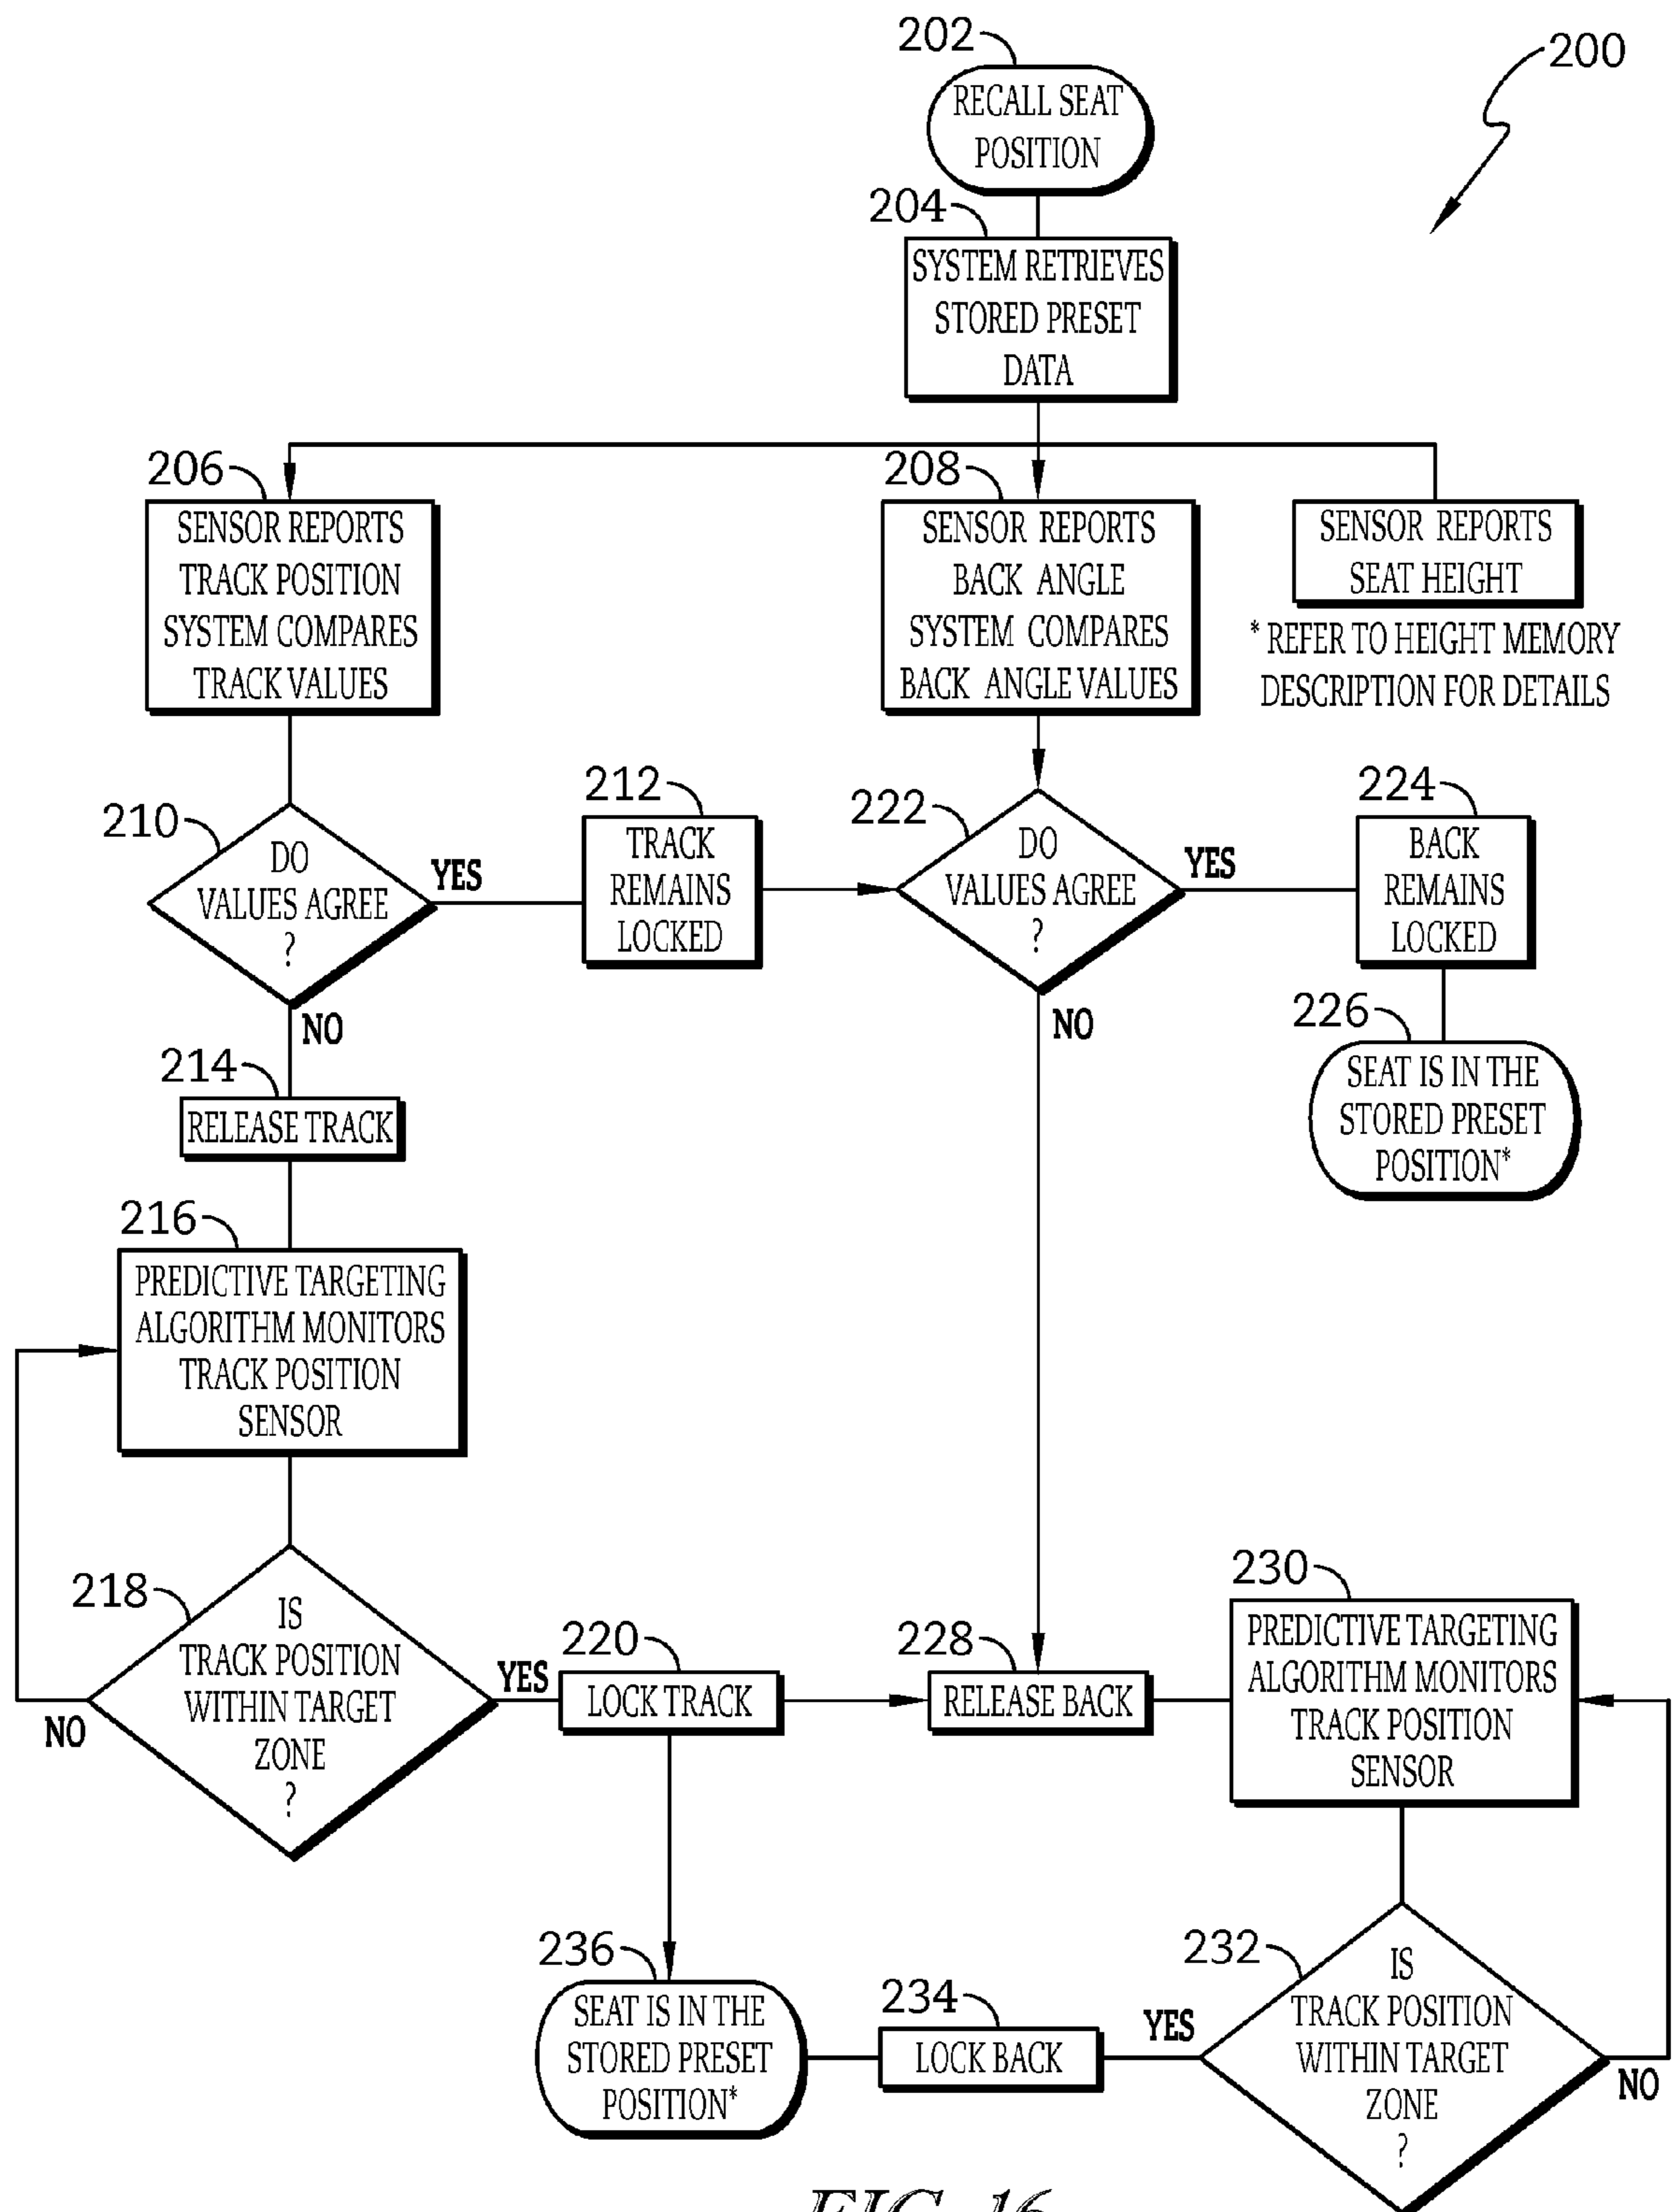 202
200
RECALL SEAT
POSITION
204
SYSTEM RETRIEVES
STORED PRESET
DATA
206
SENSOR REPORTS
TRACK POSITION
SYSTEM COMPARES
TRACK VALUES
208
SENSOR REPORTS
BACK ANGLE
SYSTEM COMPARES
BACK ANGLE VALUES
SENSOR REPORTS
SEAT HEIGHT
* REFER TO HEIGHT MEMORY
DESCRIPTION FOR DETAILS
210
DO
VALUES AGREE
?
YES
NO
212
TRACK
REMAINS
LOCKED
222
DO
VALUES AGREE
?
YES
NO
224
BACK
REMAINS
LOCKED
226
SEAT IS IN THE
STORED PRESET
POSITION*
214
RELEASE TRACK
216
PREDICTIVE TARGETING
ALGORITHM MONITORS
TRACK POSITION
SENSOR
218
IS
TRACK POSITION
WITHIN TARGET
ZONE
?
NO
YES
220
LOCK TRACK
228
RELEASE BACK
230
PREDICTIVE TARGETING
ALGORITHM MONITORS
TRACK POSITION
SENSOR
232
IS
TRACK POSITION
WITHIN TARGET
ZONE
?
YES
NO
234
LOCK BACK
236
SEAT IS IN THE
STORED PRESET
POSITION*
FIG. 16